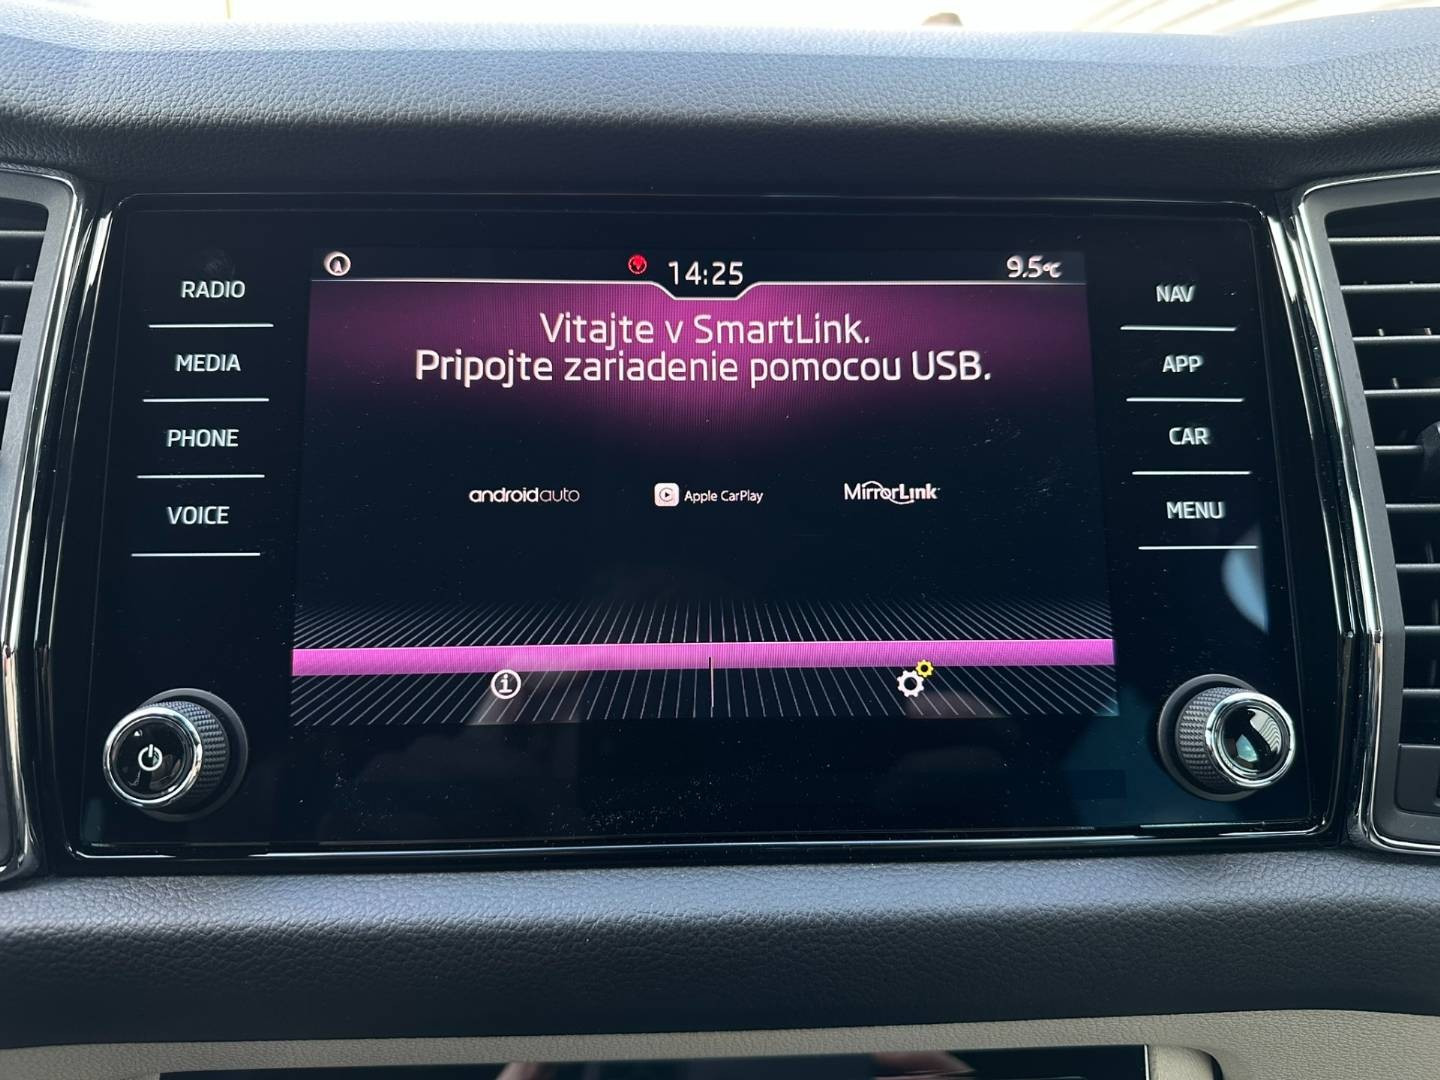 14:25
9.5°C
Vitajte v SmartLink.
Pripojte zariadenie pomocou USB.
androidauto
Apple CarPlay
MirrorLink
RADIO
MEDIA
PHONE
VOICE
NAV
APP
CAR
MENU